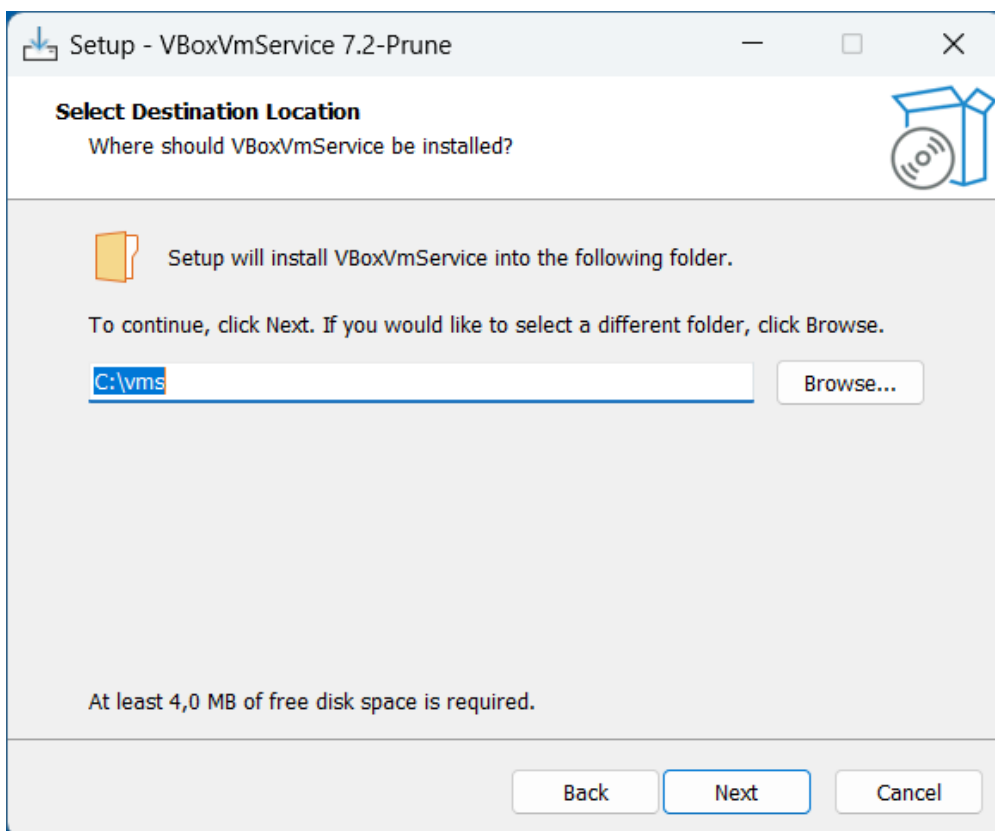 Setup - VBoxVmService 7.2-Prune
Select Destination Location
Where should VBoxVmService be installed?
Setup will install VBoxVmService into the following folder.
To continue, click Next. If you would like to select a different folder, click Browse.
C:\vms
Browse...
At least 4,0 MB of free disk space is required.
Back
Next
Cancel